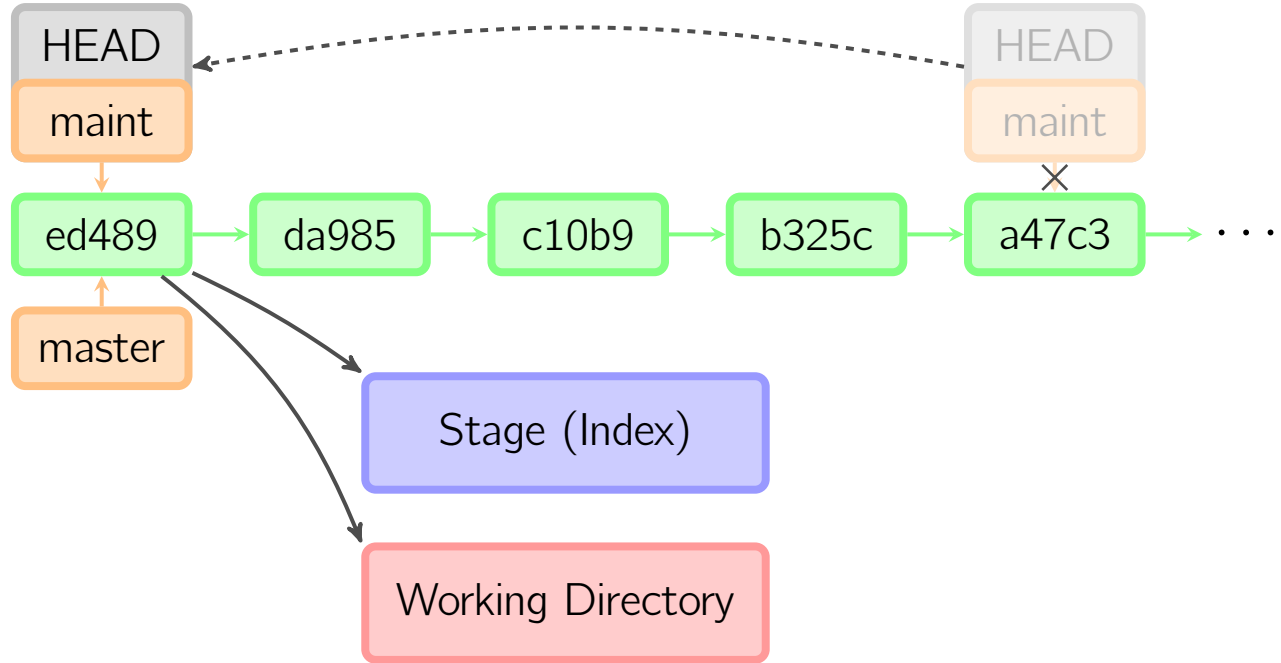 HEAD
HEAD
maint
maint
ed489
da985
c10b9
b325c
a47c3
...
master
Stage (Index)
Working Directory